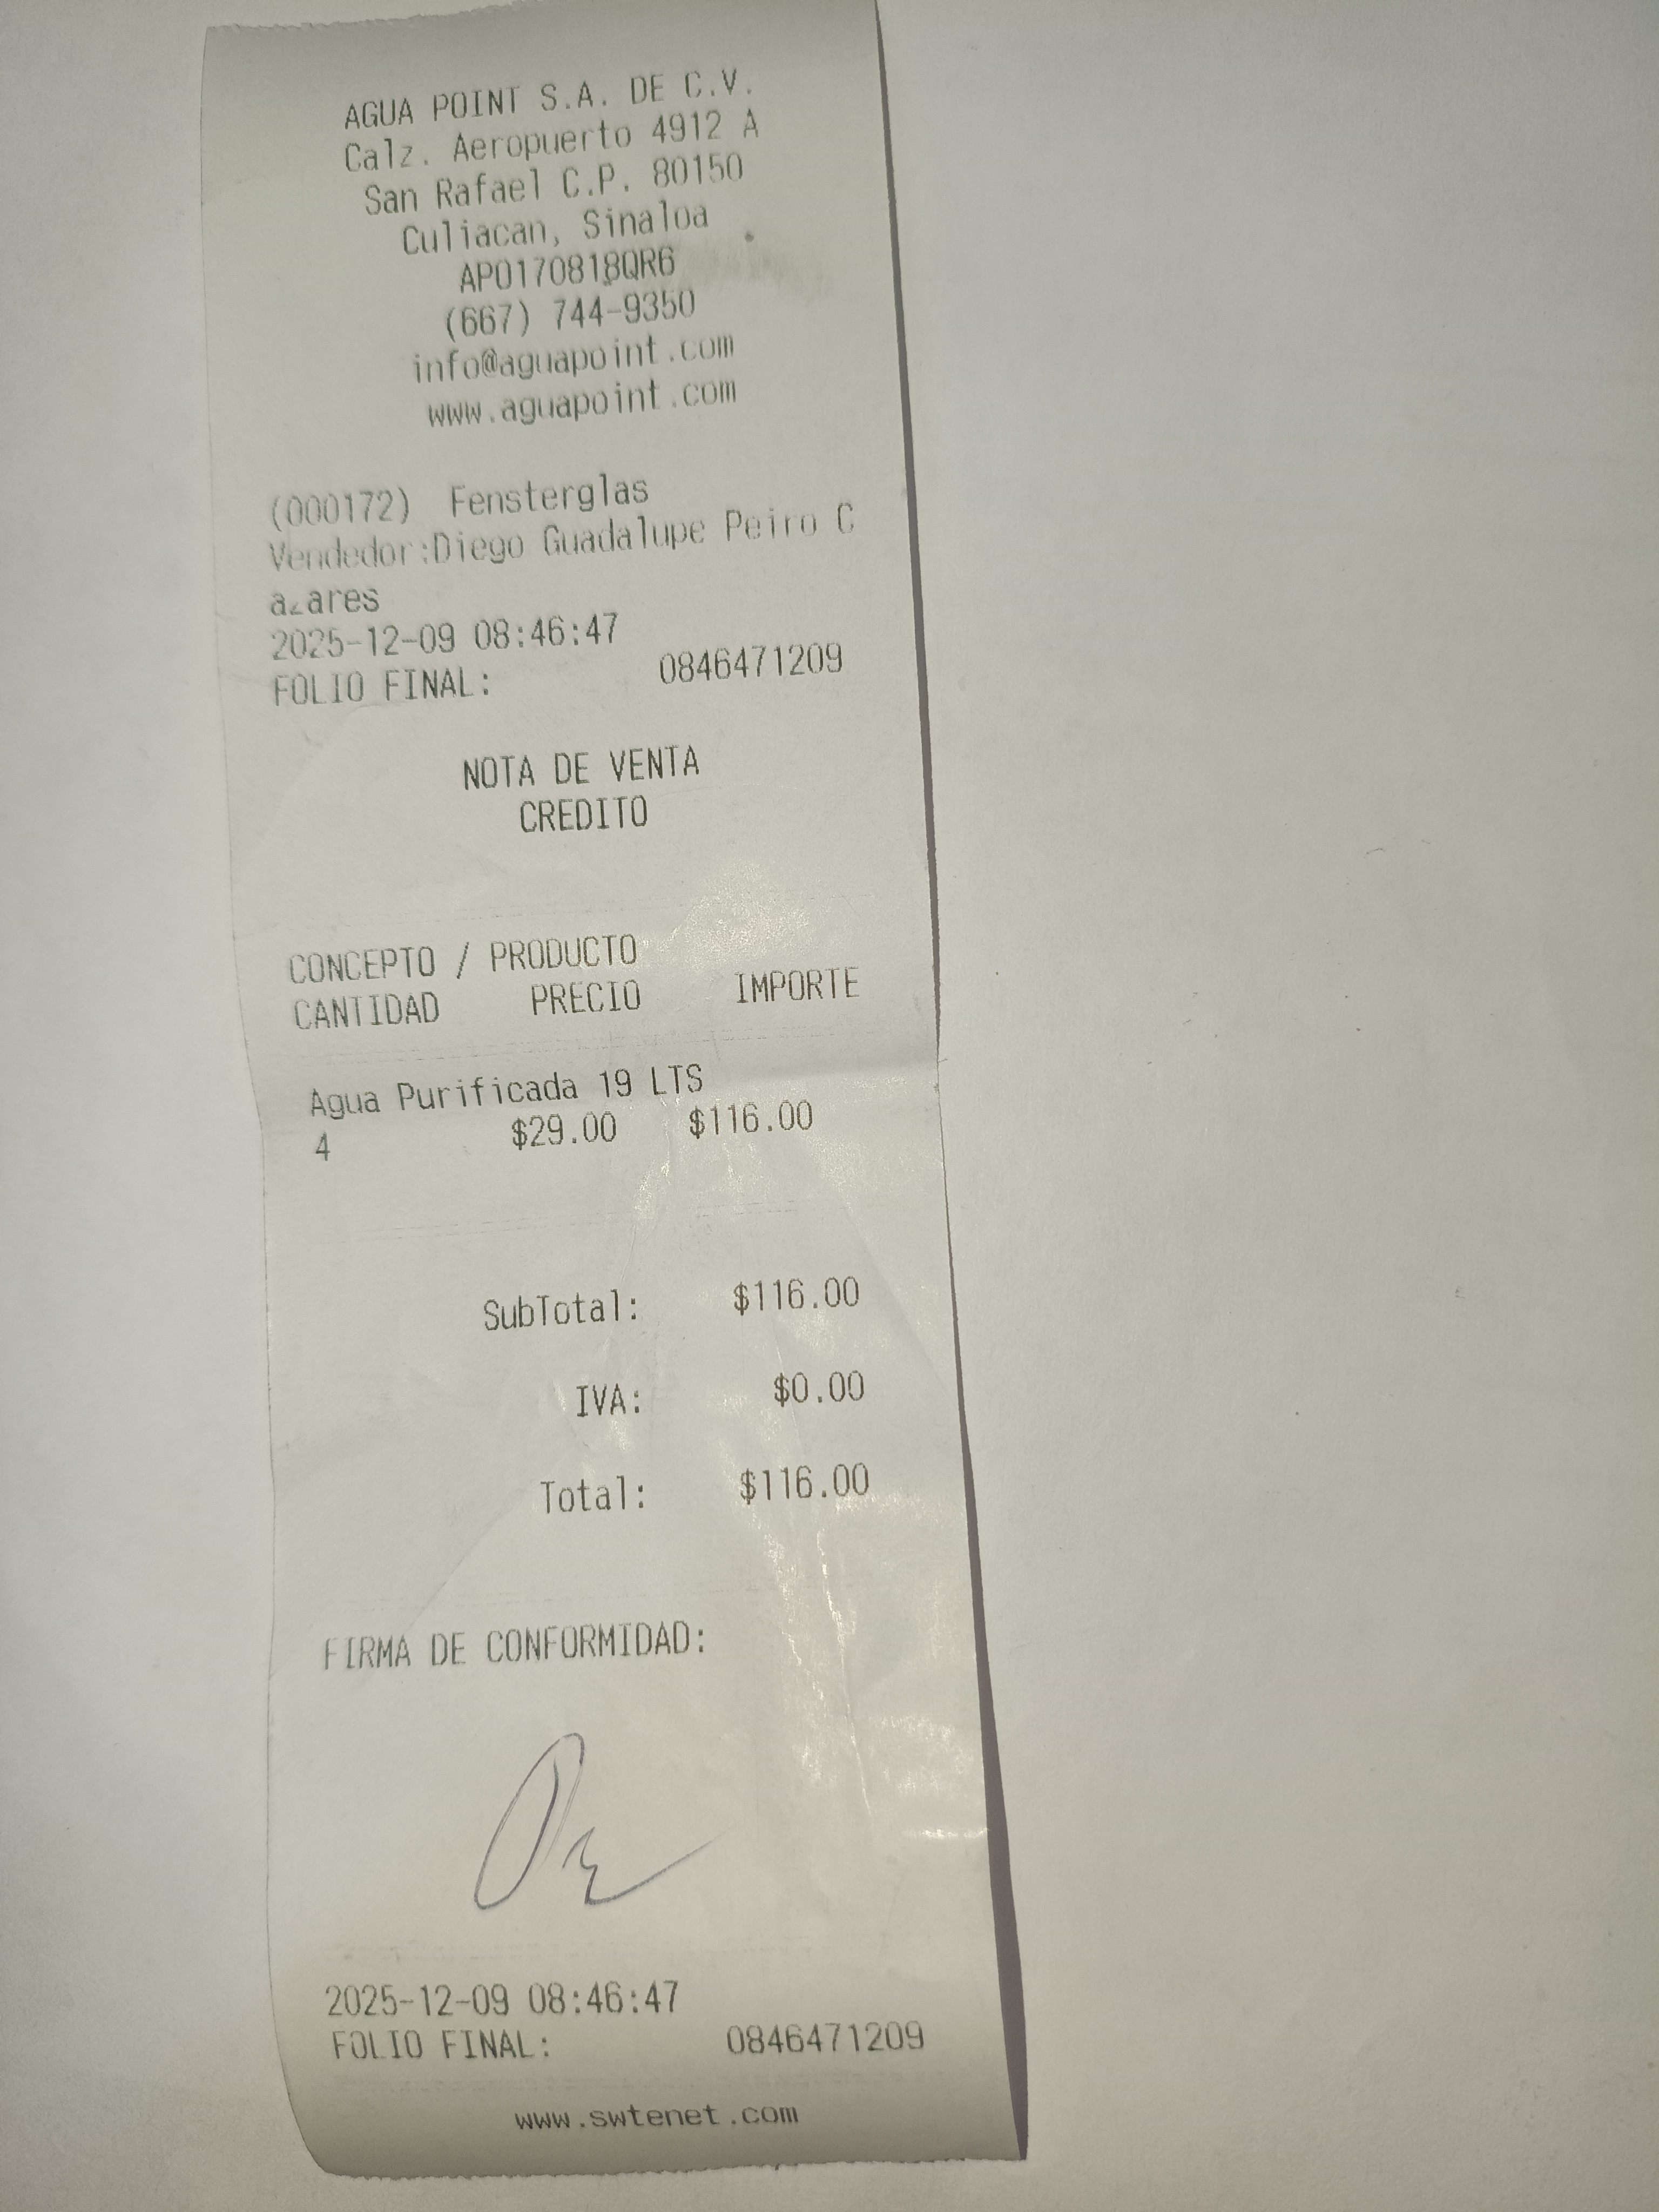 AGUA POINT S.A. DE C.V.
Calz. Aeropuerto 4912 A
San Rafael C.P. 80150
Culiacan, Sinaloa
APO170818QR6
(667) 744-9350
info@aguapoint.com
www.aguapoint.com
(000172) Fensterglas
Vendedor:Diego Guadalupe Peiro C
azares
2025-12-09 08:46:47
FOLIO FINAL: 0846471209
NOTA DE VENTA
CREDITO
CONCEPTO / PRODUCTO
CANTIDAD PRECIO IMPORTE
Agua Purificada 19 LTS
4 $29.00 $116.00
SubTotal: $116.00
IVA: $0.00
Total: $116.00
FIRMA DE CONFORMIDAD:
2025-12-09 08:46:47
FOLIO FINAL: 0846471209
www.swtenet.com